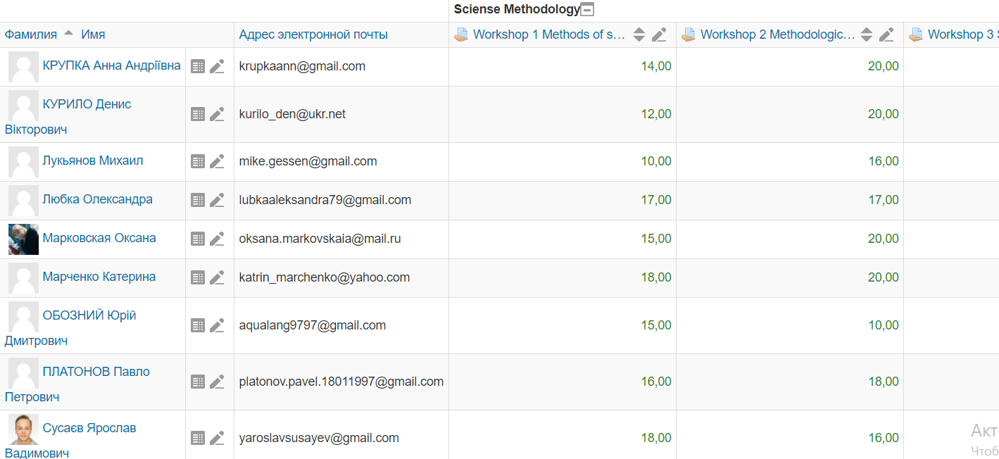 Sciense Methodology
Фамилия Имя Адрес электронной почты Workshop 1 Methods of s… Workshop 2 Methodologic… Workshop 3
КРУПКА Анна Андріївна krupkaann@gmail.com 14,00 20,00
КУРИЛО Денис
Вікторович kurilo_den@ukr.net 12,00 20,00
Лукьянов Михаил mike.gessen@gmail.com 10,00 16,00
Любка Олександра lubkaaleksandra79@gmail.com 17,00 17,00
Марковская Оксана oksana.markovskaia@mail.ru 15,00 20,00
Марченко Катерина katrin_marchenko@yahoo.com 18,00 20,00
ОБОЗНИЙ Юрій
Дмитрович aqualang9797@gmail.com 15,00 10,00
ПЛАТОНОВ Павло
Петрович platonov.pavel.18011997@gmail.com 16,00 18,00
Сусаєв Ярослав
Вадимович yaroslavsusayev@gmail.com 18,00 16,00
Акт
Чтоб